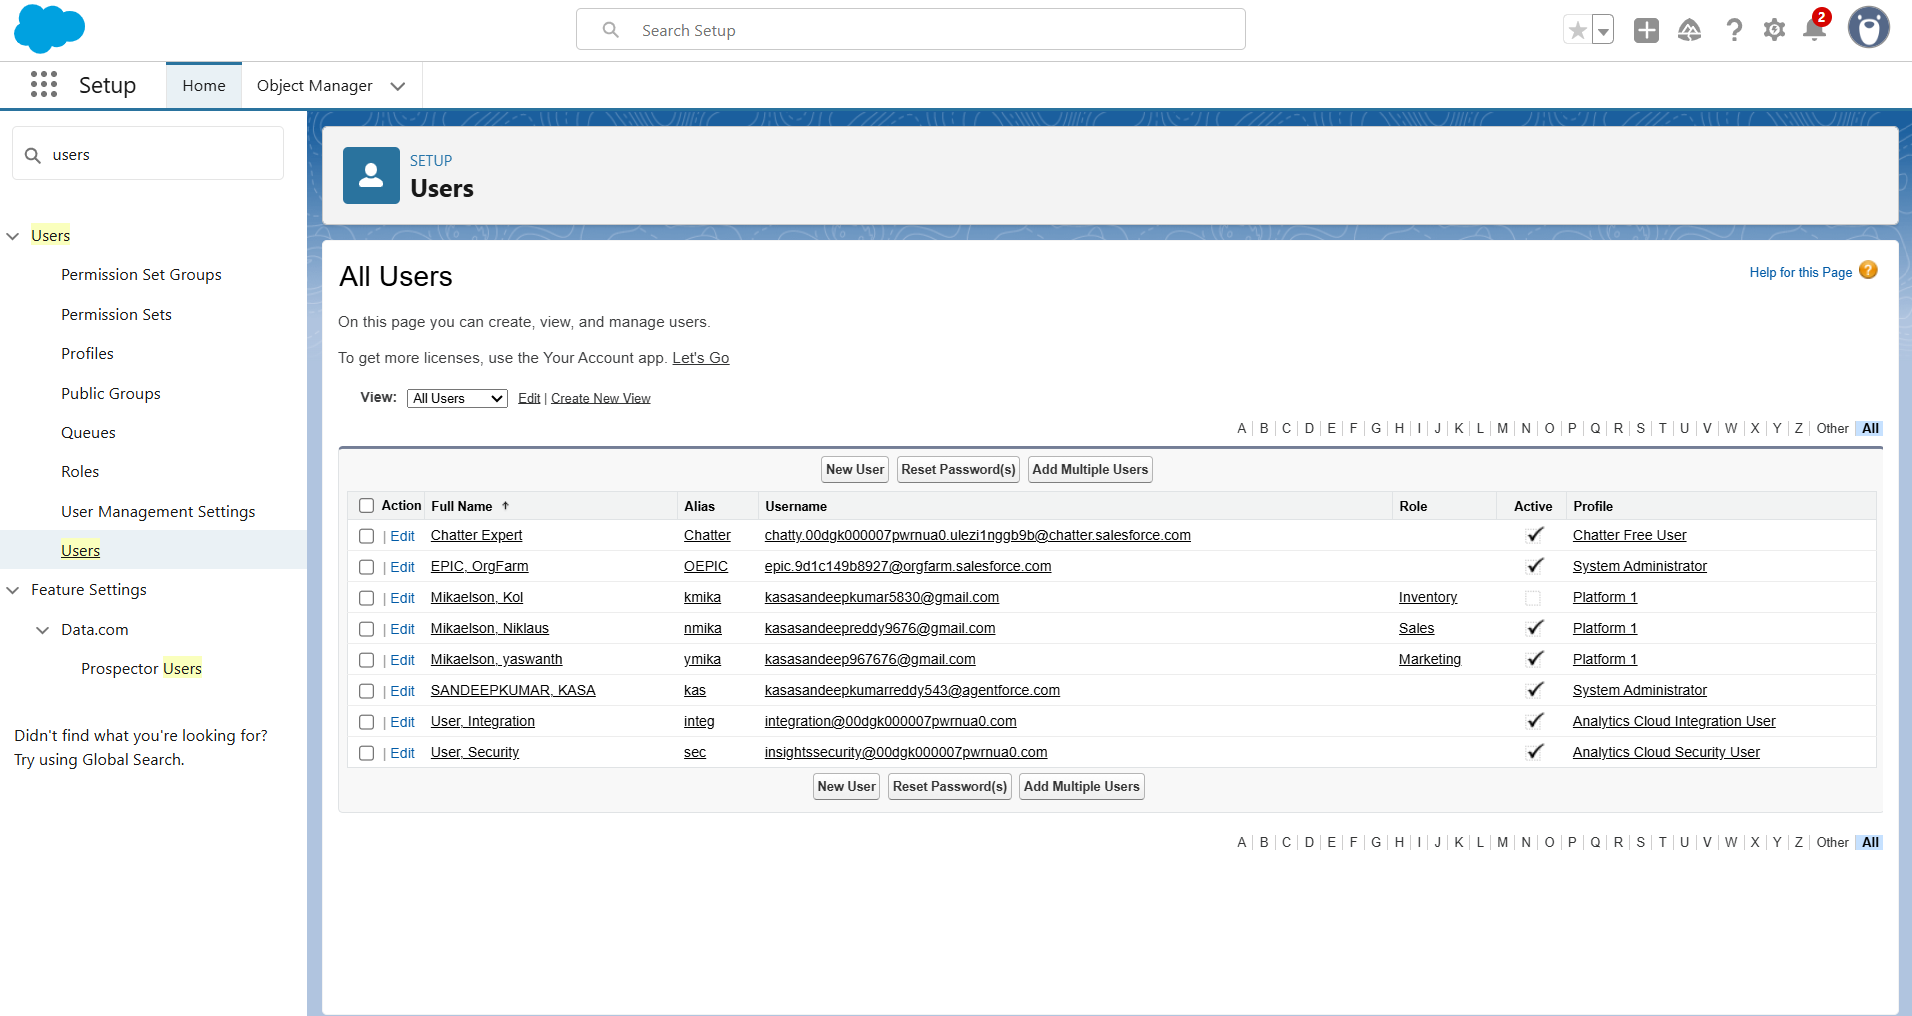 Search Setup
2
Setup
Home
Object Manager
users
SETUP
Users
Users
Permission Set Groups
Permission Sets
Profiles
Public Groups
Queues
Roles
User Management Settings
Users
Feature Settings
Data.com
Prospector Users
Didn't find what you're looking for?
Try using Global Search.
All Users
Help for this Page ?
On this page you can create, view, and manage users.
To get more licenses, use the Your Account app. Let's Go
View: All Users Edit | Create New View
A | B | C | D | E | F | G | H | I | J | K | L | M | N | O | P | Q | R | S | T | U | V | W | X | Y | Z | Other | All
New User Reset Password(s) Add Multiple Users
Action Full Name ↑ Alias Username Role Active Profile
| Edit Chatter Expert Chatter chatty.00dgk000007pwrnua0.ulezi1nggb9b@chatter.salesforce.com Chatter Free User
| Edit EPIC, OrgFarm OEPIC epic.9d1c149b8927@orgfarm.salesforce.com System Administrator
| Edit Mikaelson, Kol kmika kasasandeepkumar5830@gmail.com Inventory Platform 1
| Edit Mikaelson, Niklaus nmika kasasandeepreddy9676@gmail.com Sales Platform 1
| Edit Mikaelson, yaswanth ymika kasasandeep967676@gmail.com Marketing Platform 1
| Edit SANDEEPKUMAR, KASA kas kasasandeepkumarreddy543@agentforce.com System Administrator
| Edit User, Integration integ integration@00dgk000007pwrnua0.com Analytics Cloud Integration User
| Edit User, Security sec insightssecurity@00dgk000007pwrnua0.com Analytics Cloud Security User
New User Reset Password(s) Add Multiple Users
A | B | C | D | E | F | G | H | I | J | K | L | M | N | O | P | Q | R | S | T | U | V | W | X | Y | Z | Other | All